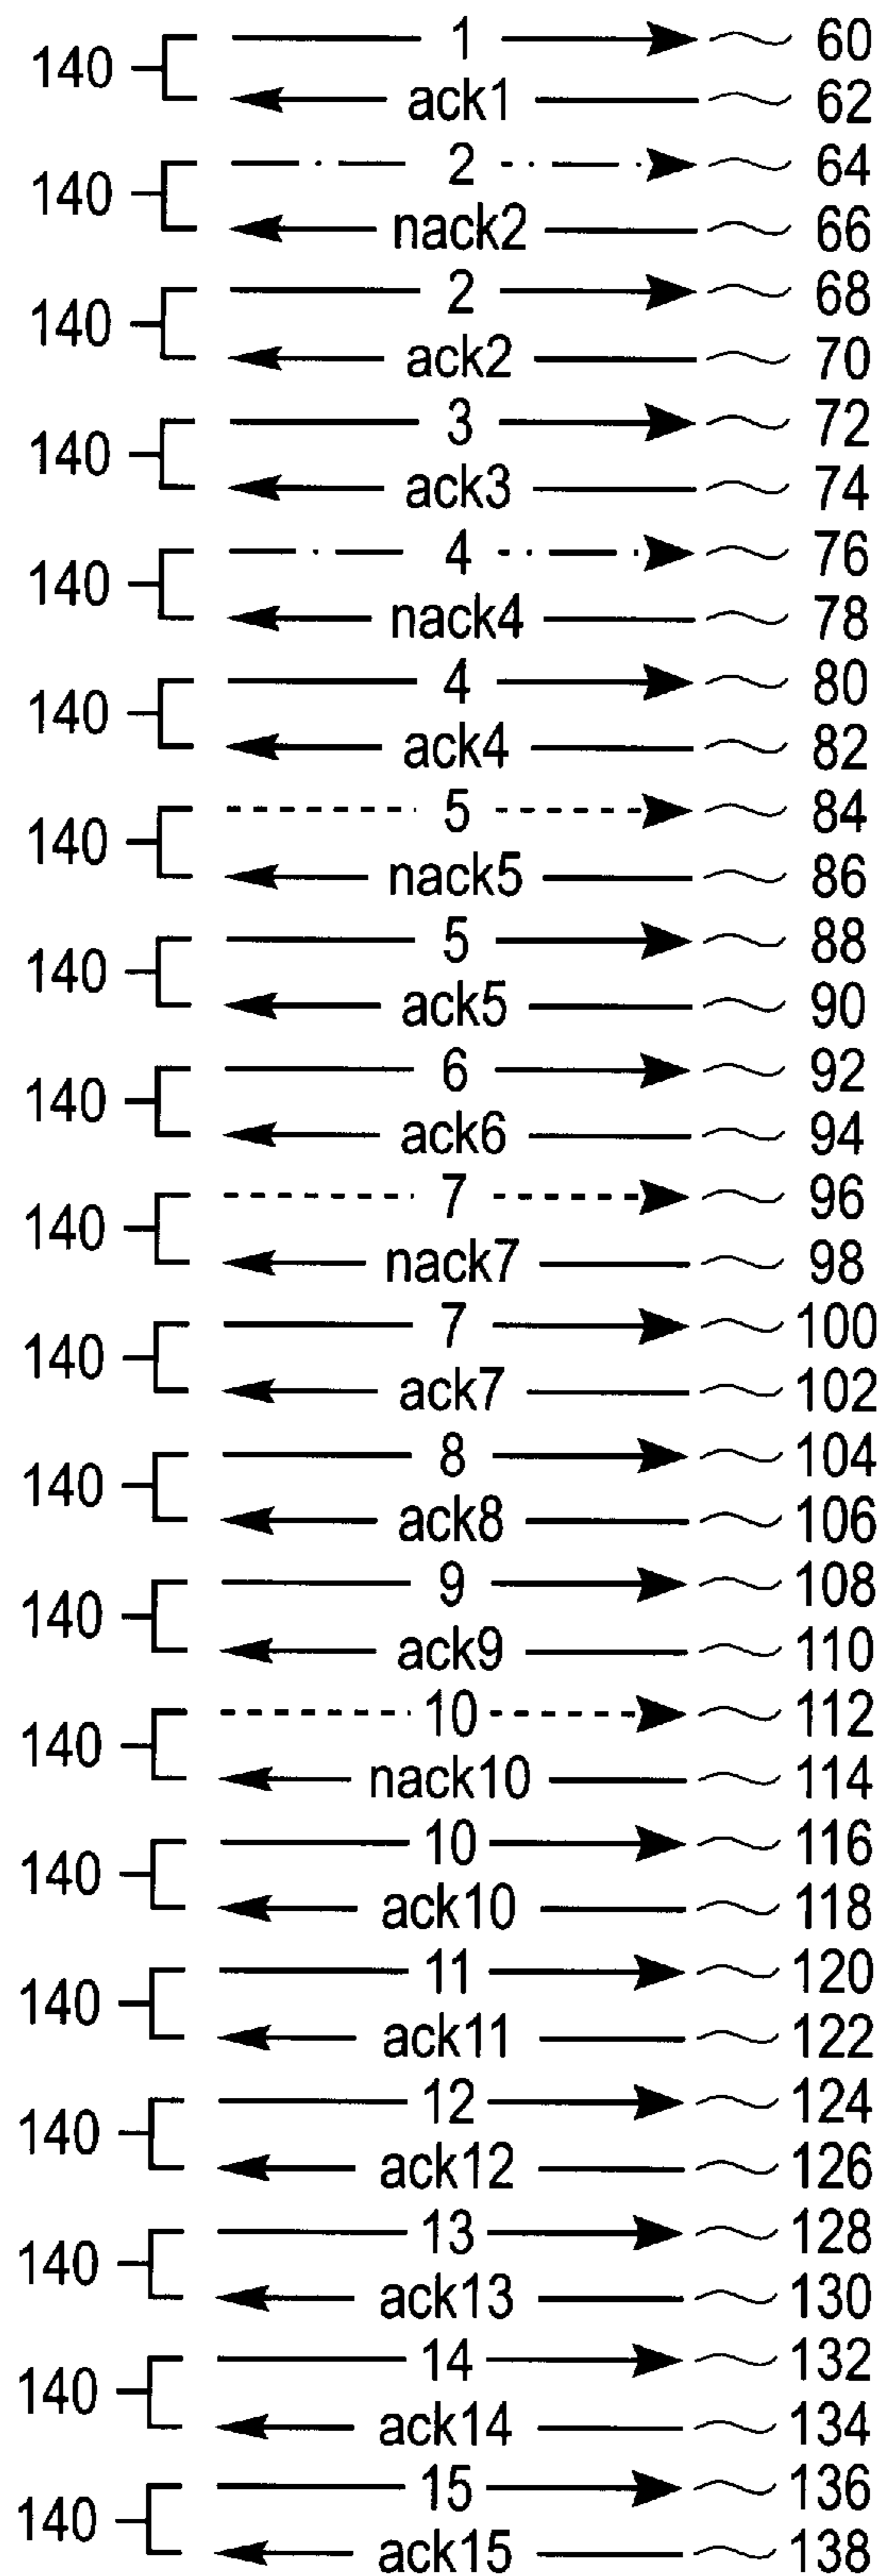 140 1 60
ack1 62
140 2 64
nack2 66
140 2 68
ack2 70
140 3 72
ack3 74
140 4 76
nack4 78
140 4 80
ack4 82
140 5 84
nack5 86
140 5 88
ack5 90
140 6 92
ack6 94
140 7 96
nack7 98
140 7 100
ack7 102
140 8 104
ack8 106
140 9 108
ack9 110
140 10 112
nack10 114
140 10 116
ack10 118
140 11 120
ack11 122
140 12 124
ack12 126
140 13 128
ack13 130
140 14 132
ack14 134
140 15 136
ack15 138